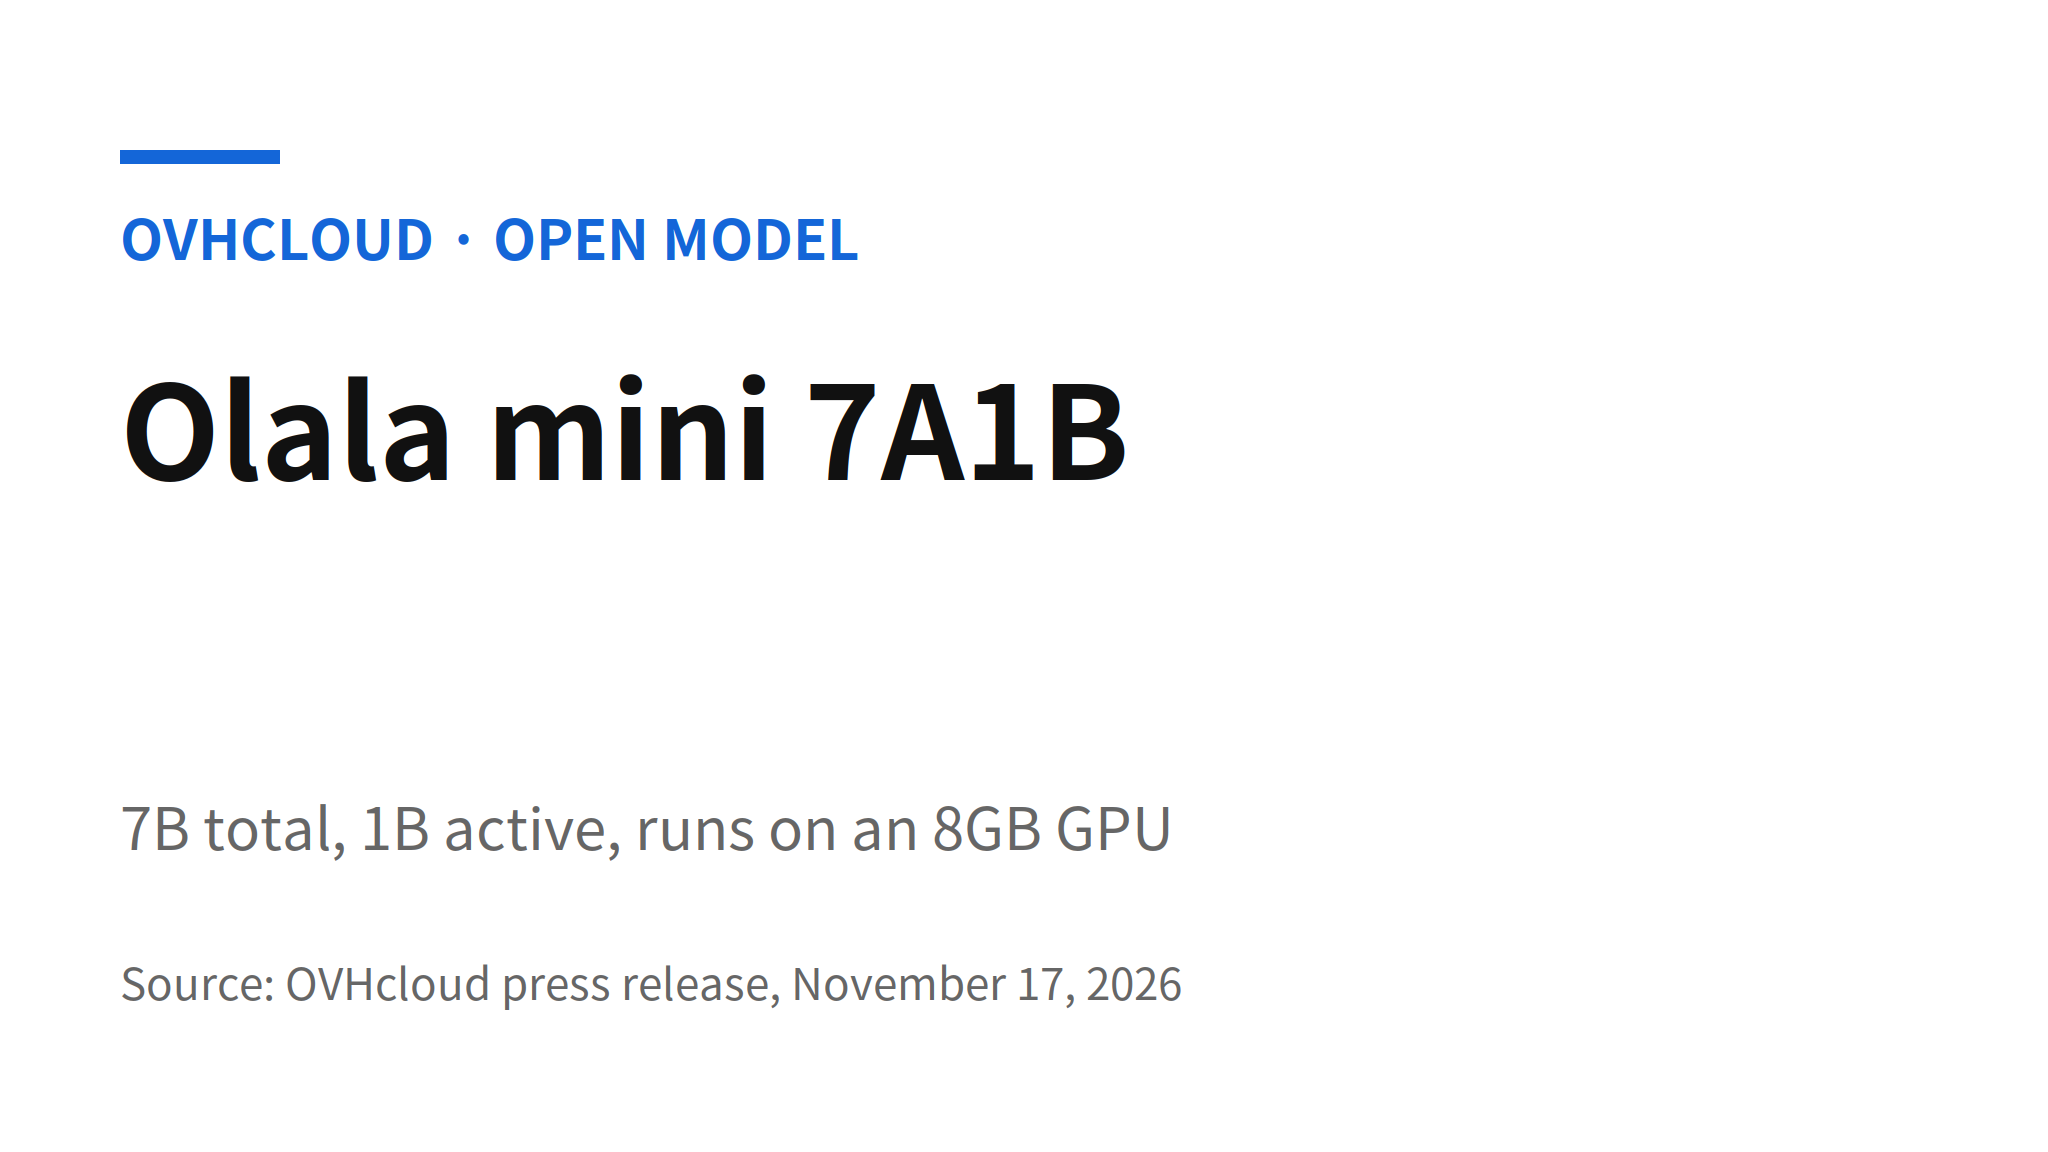 OVHCLOUD · OPEN MODEL
Olala mini 7A1B
7B total, 1B active, runs on an 8GB GPU
Source: OVHcloud press release, November 17, 2026